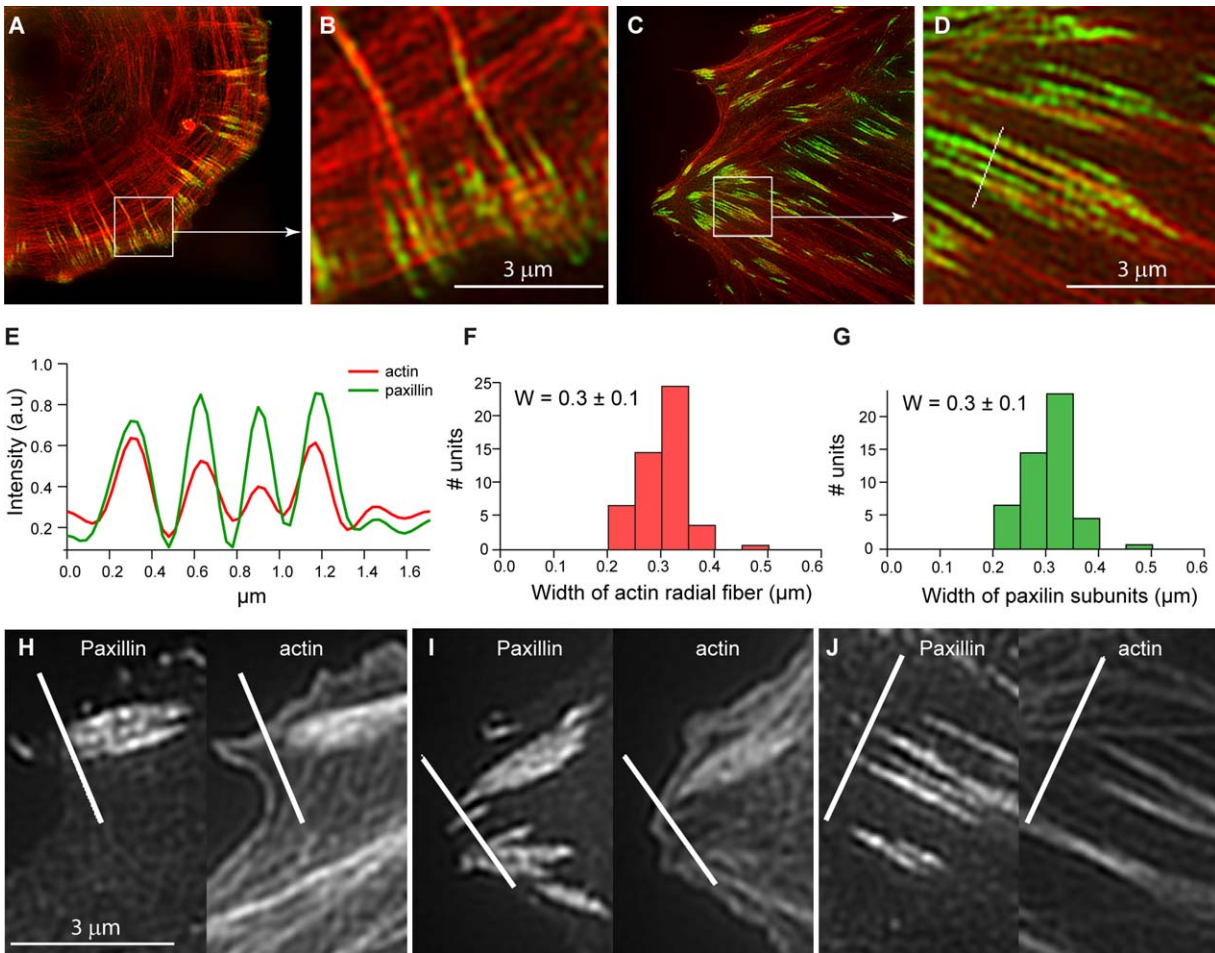 A
B
C
D
3 μm
3 μm
E
F
G
1.0
0.8
0.6
0.4
0.2
Intensity (a.u)
actin
paxillin
0.0 0.2 0.4 0.6 0.8 1.0 1.2 1.4 1.6
μm
25
20
15
10
5
0
# units
W = 0.3 ± 0.1
0.0 0.1 0.2 0.3 0.4 0.5 0.6
Width of actin radial fiber (μm)
25
20
15
10
5
0
# units
W = 0.3 ± 0.1
0.0 0.1 0.2 0.3 0.4 0.5 0.6
Width of paxilin subunits (μm)
H Paxillin actin
I Paxillin actin
J Paxillin actin
3 μm